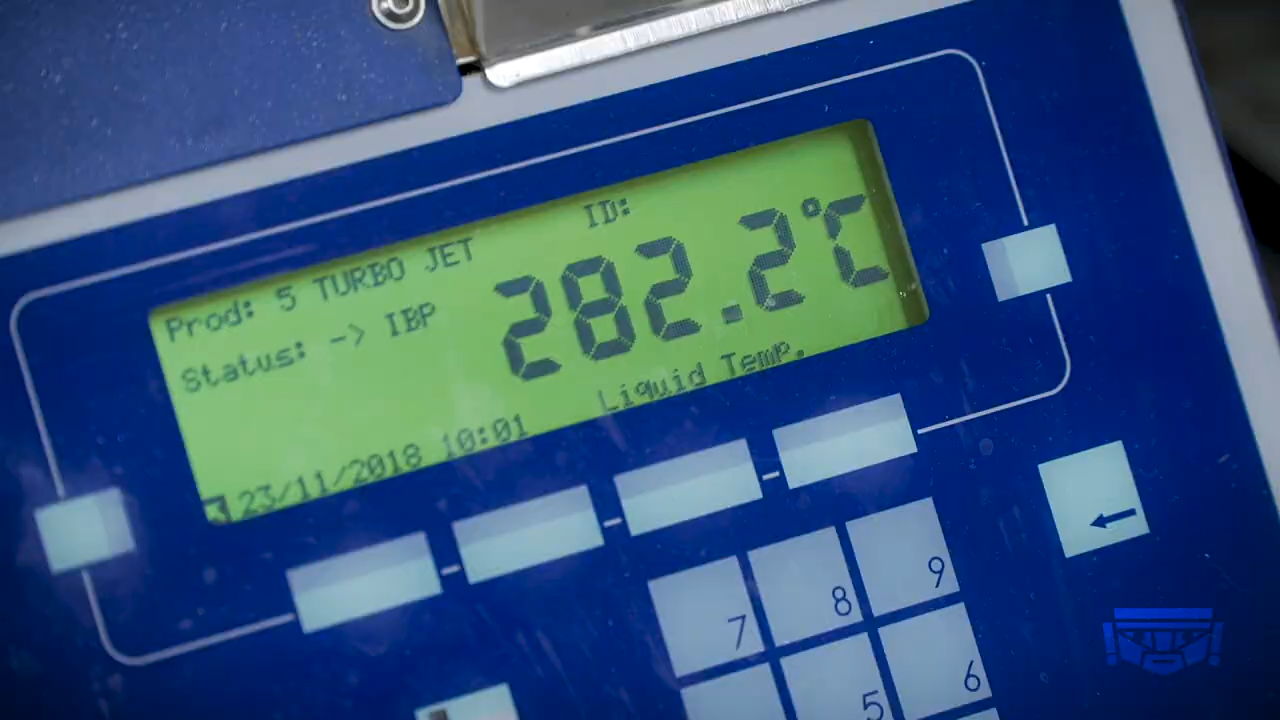 ID:
Prod: 5 TURBO JET
282.2°C
Status: -> IBP
Liquid Temp.
23/11/2018 10:01
7 8 9
5 6